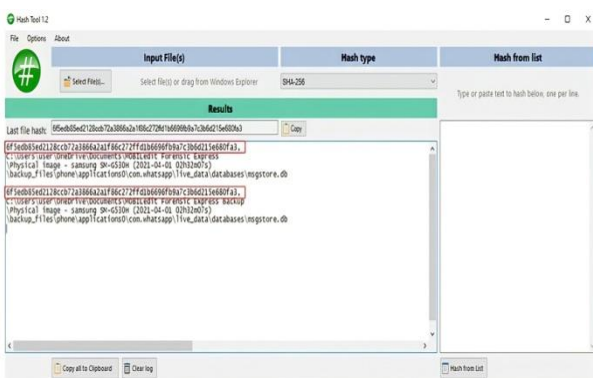 Hash Tool 1.2
File Options About
Input File(s)
Hash type
Hash from list
Select File(s)...
Select file(s) or drag from Windows Explorer
SHA-256
Type or paste text to hash below, one per line.
Results
Last file hash:
Copy
6f5edb85ed2128ccb72a3866a2a1f86c272ffd1b6696fb9a7c3b6d215e680fa3,
C:\Users\user\OneDrive\Documents\MOBILedit Forensic Express
\Physical image - samsung SM-G530H (2021-04-01 02h32m07s)
\backup_files\phone\applications0\com.whatsapp\live_data\databases\msgstore.db
6f5edb85ed2128ccb72a3866a2a1f86c272ffd1b6696fb9a7c3b6d215e680fa3,
C:\Users\user\OneDrive\Documents\MOBILedit Forensic Express Backup
\Physical image - samsung SM-G530H (2021-04-01 02h32m07s)
\backup_files\phone\applications0\com.whatsapp\live_data\databases\msgstore.db
Copy all to Clipboard
Clear log
Hash from List